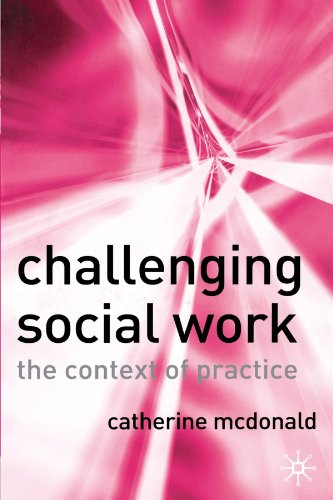 challenging
social work
the context of practice
catherine mcdonald